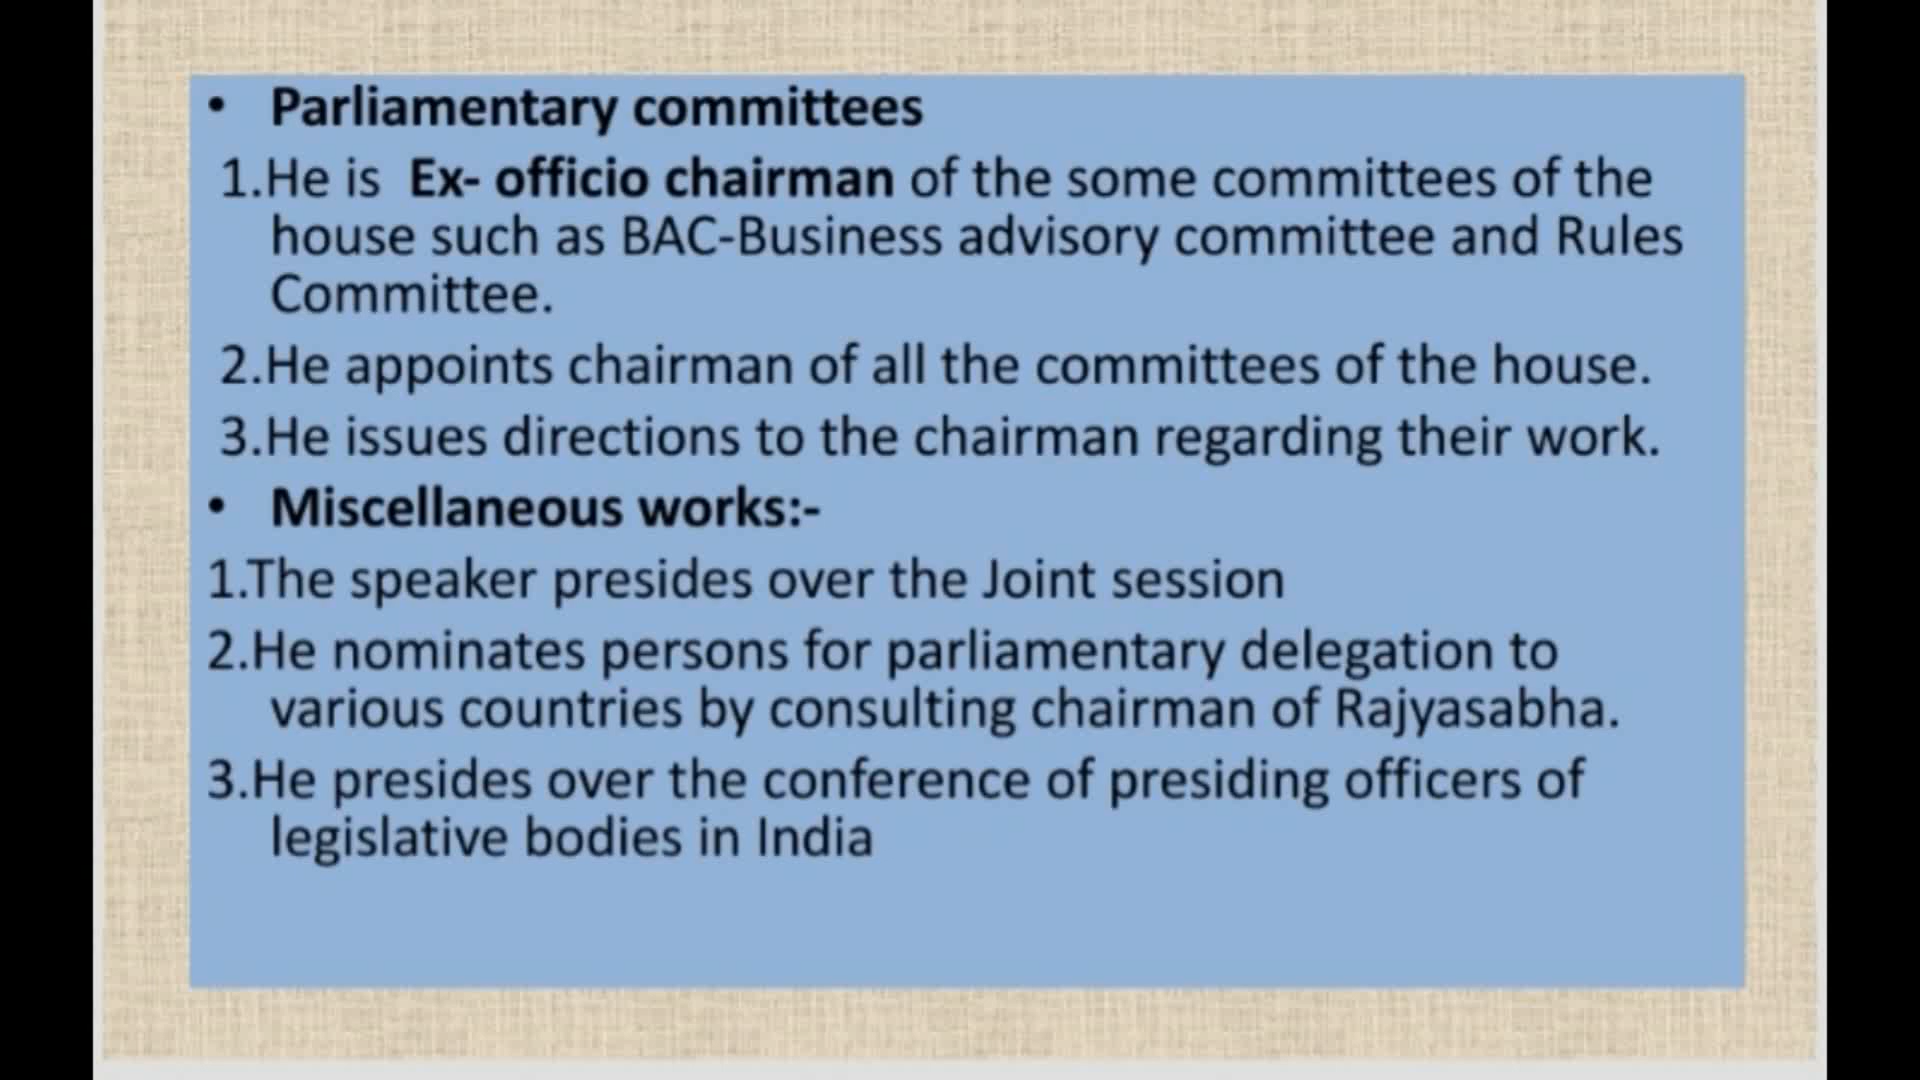 • Parliamentary committees
1.He is Ex- officio chairman of the some committees of the
house such as BAC-Business advisory committee and Rules
Committee.
2.He appoints chairman of all the committees of the house.
3.He issues directions to the chairman regarding their work.
• Miscellaneous works:-
1.The speaker presides over the Joint session
2.He nominates persons for parliamentary delegation to
various countries by consulting chairman of Rajyasabha.
3.He presides over the conference of presiding officers of
legislative bodies in India